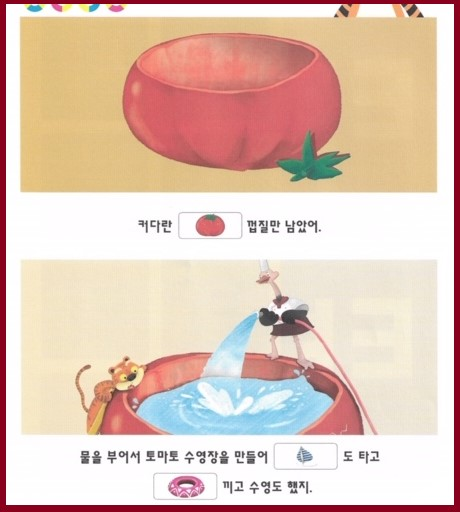 커다란 껍질만 남았어.
물을 부어서 토마토 수영장을 만들어 도 타고
끼고 수영도 했지.